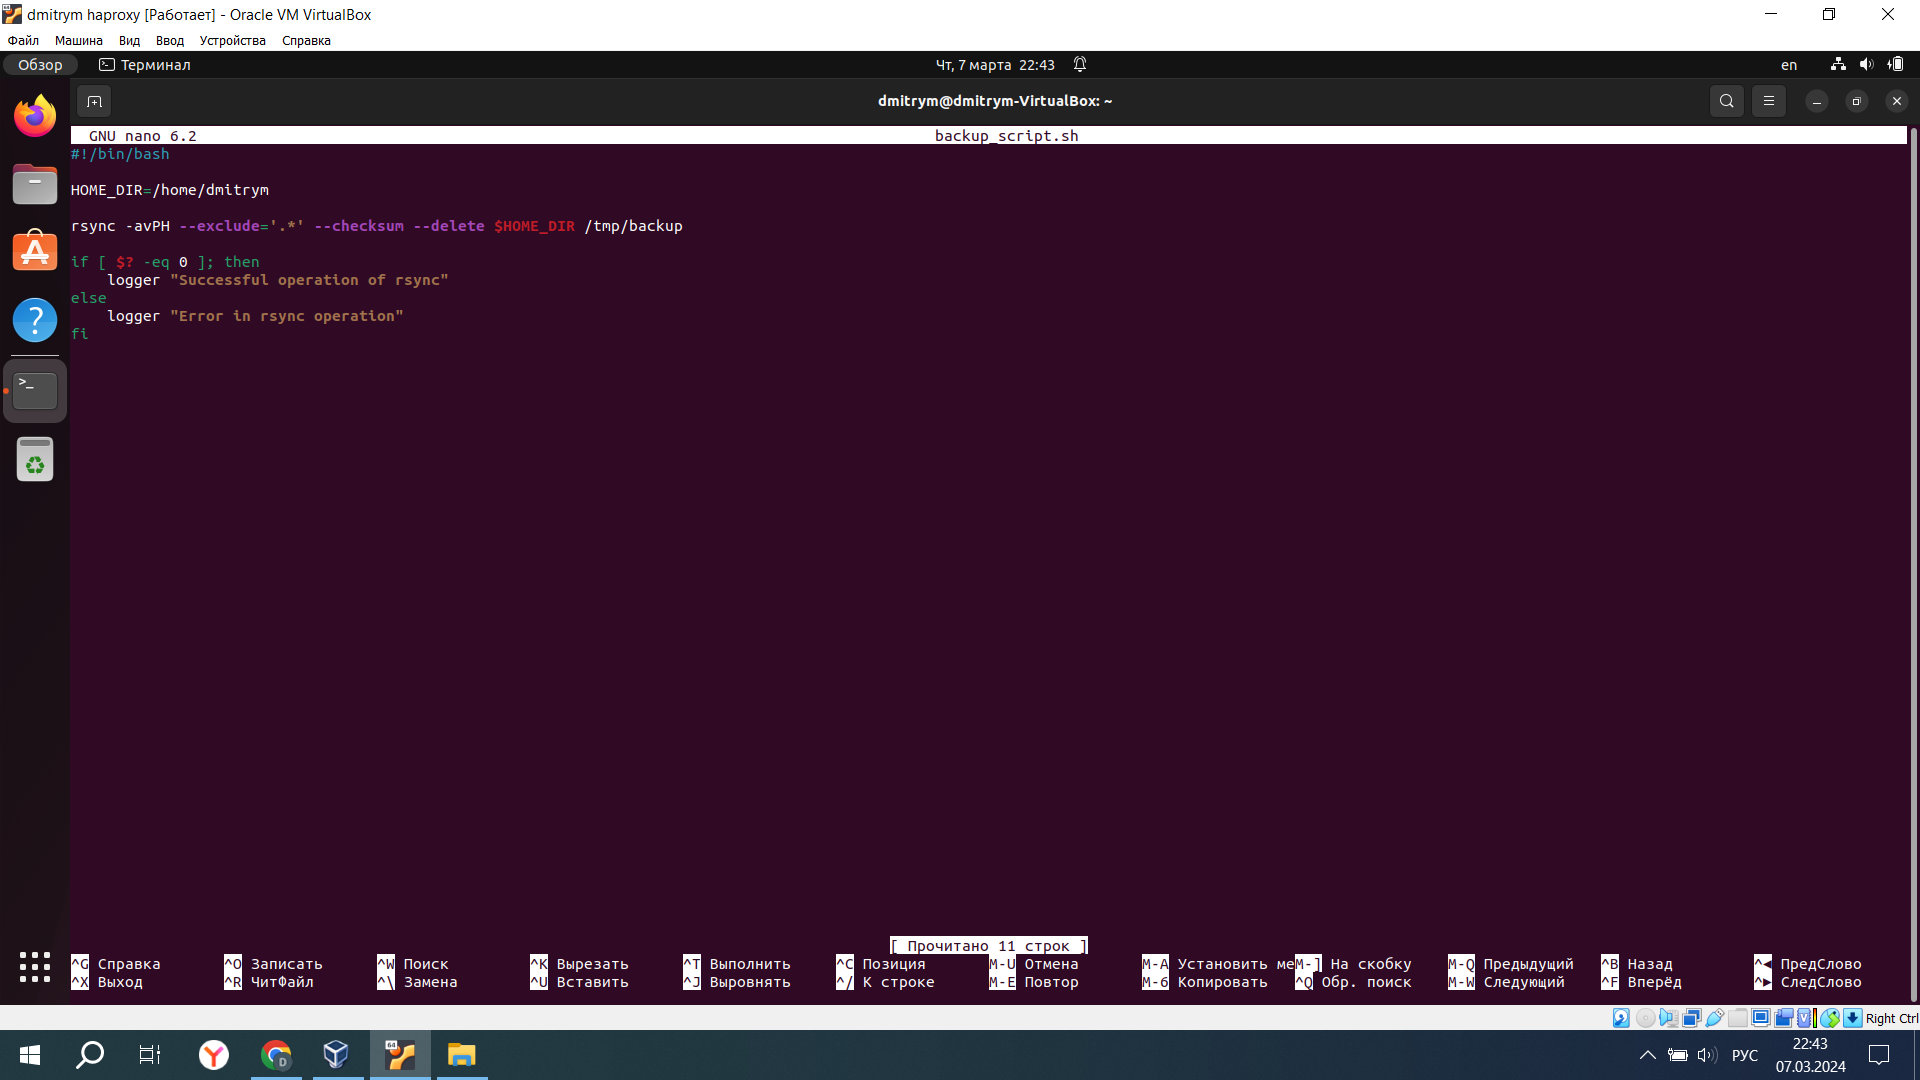 dmitrym haproxy [Работает] - Oracle VM VirtualBox
Файл Машина Вид Ввод Устройства Справка
Обзор Терминал Чт, 7 марта 22:43 en
dmitrym@dmitrym-VirtualBox: ~
GNU nano 6.2 backup_script.sh
#!/bin/bash
HOME_DIR=/home/dmitrym
rsync -avPH --exclude='.*' --checksum --delete $HOME_DIR /tmp/backup
if [ $? -eq 0 ]; then
    logger "Successful operation of rsync"
else
    logger "Error in rsync operation"
fi
[ Прочитано 11 строк ]
^G Справка ^O Записать ^W Поиск ^K Вырезать ^T Выполнить ^C Позиция M-U Отмена M-A Установить ме M-] На скобку M-Q Предыдущий ^B Назад ^◄ ПредСлово
^X Выход ^R ЧитФайл ^\ Замена ^U Вставить ^J Выровнять ^/ К строке M-E Повтор M-6 Копировать ^Q Обр. поиск M-W Следующий ^F Вперёд ^► СледСлово
Right Ctrl
РУС 22:43
07.03.2024